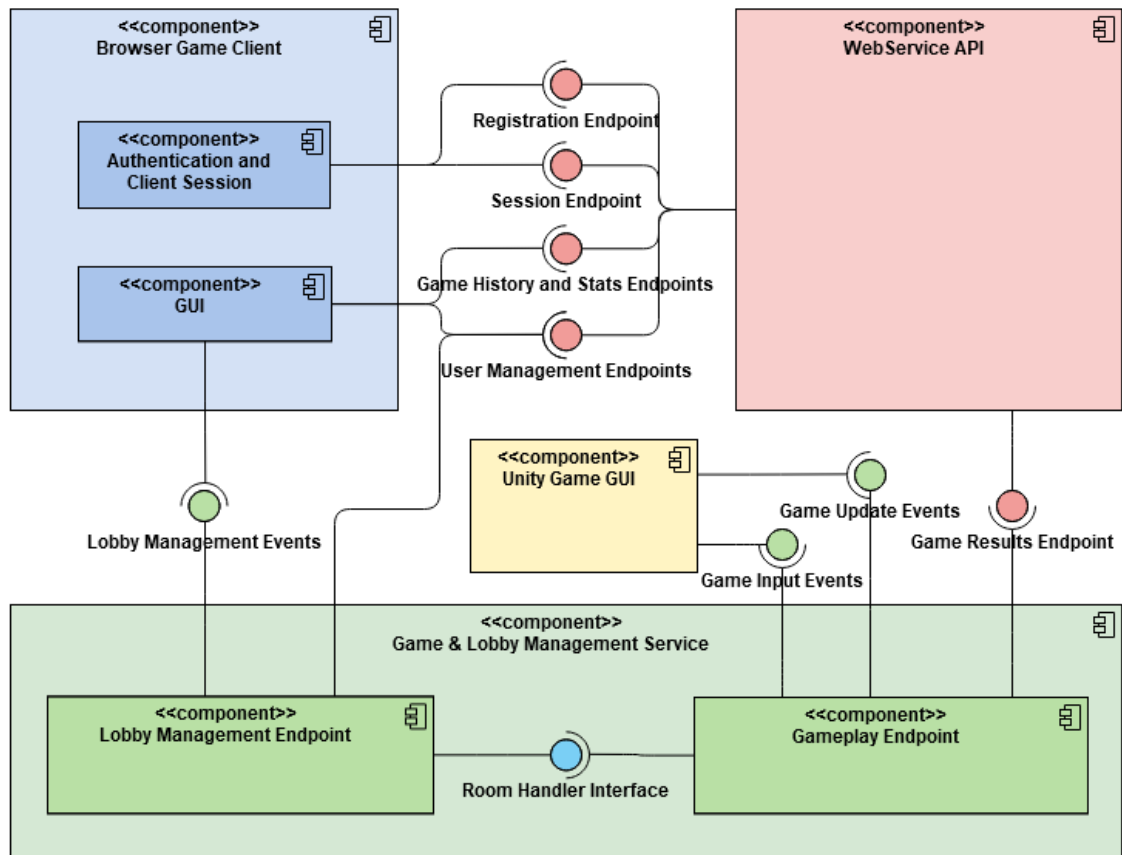 <<component>>
Browser Game Client
<<component>>
WebService API
Registration Endpoint
<<component>>
Authentication and
Client Session
Session Endpoint
<<component>>
GUI
Game History and Stats Endpoints
User Management Endpoints
<<component>>
Unity Game GUI
Game Update Events
Lobby Management Events
Game Results Endpoint
Game Input Events
<<component>>
Game & Lobby Management Service
<<component>>
Lobby Management Endpoint
<<component>>
Gameplay Endpoint
Room Handler Interface